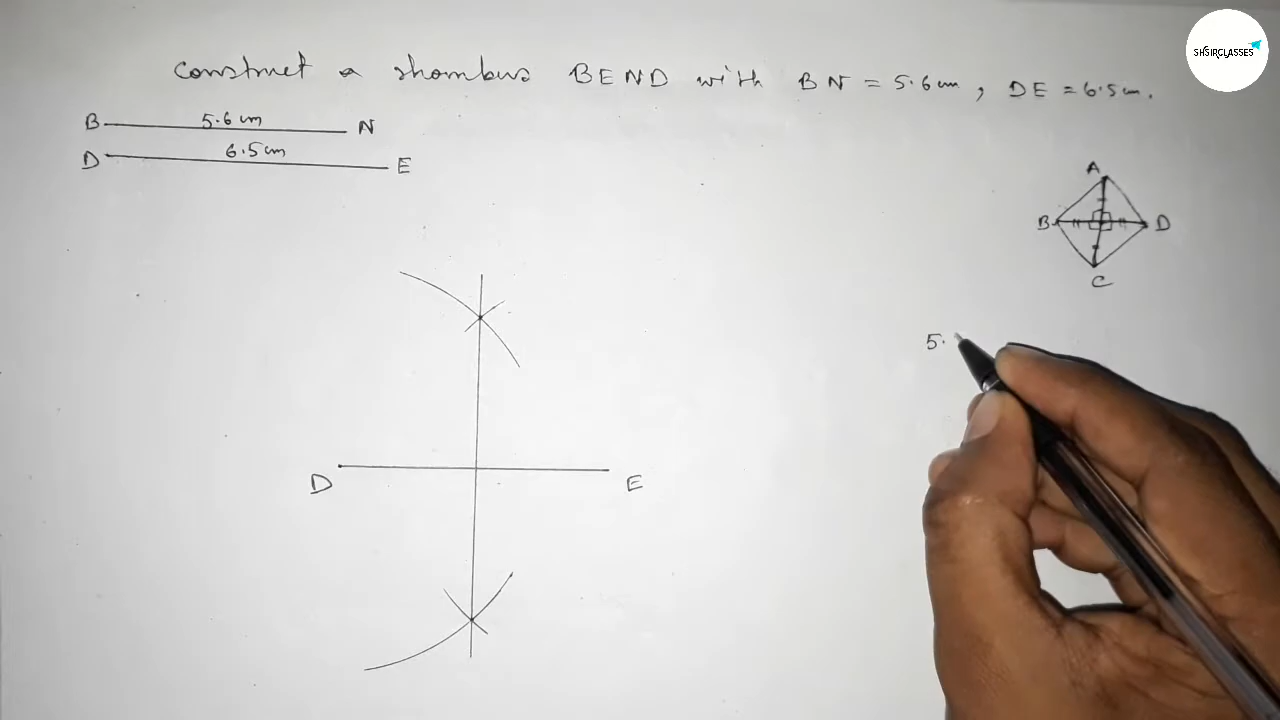 SHSIRCLASSES
construct a rhombus BEND with BN = 5.6 cm, DE = 6.5 cm.
B 5.6 cm N
D 6.5 cm E
A
B D
C
5.
D E